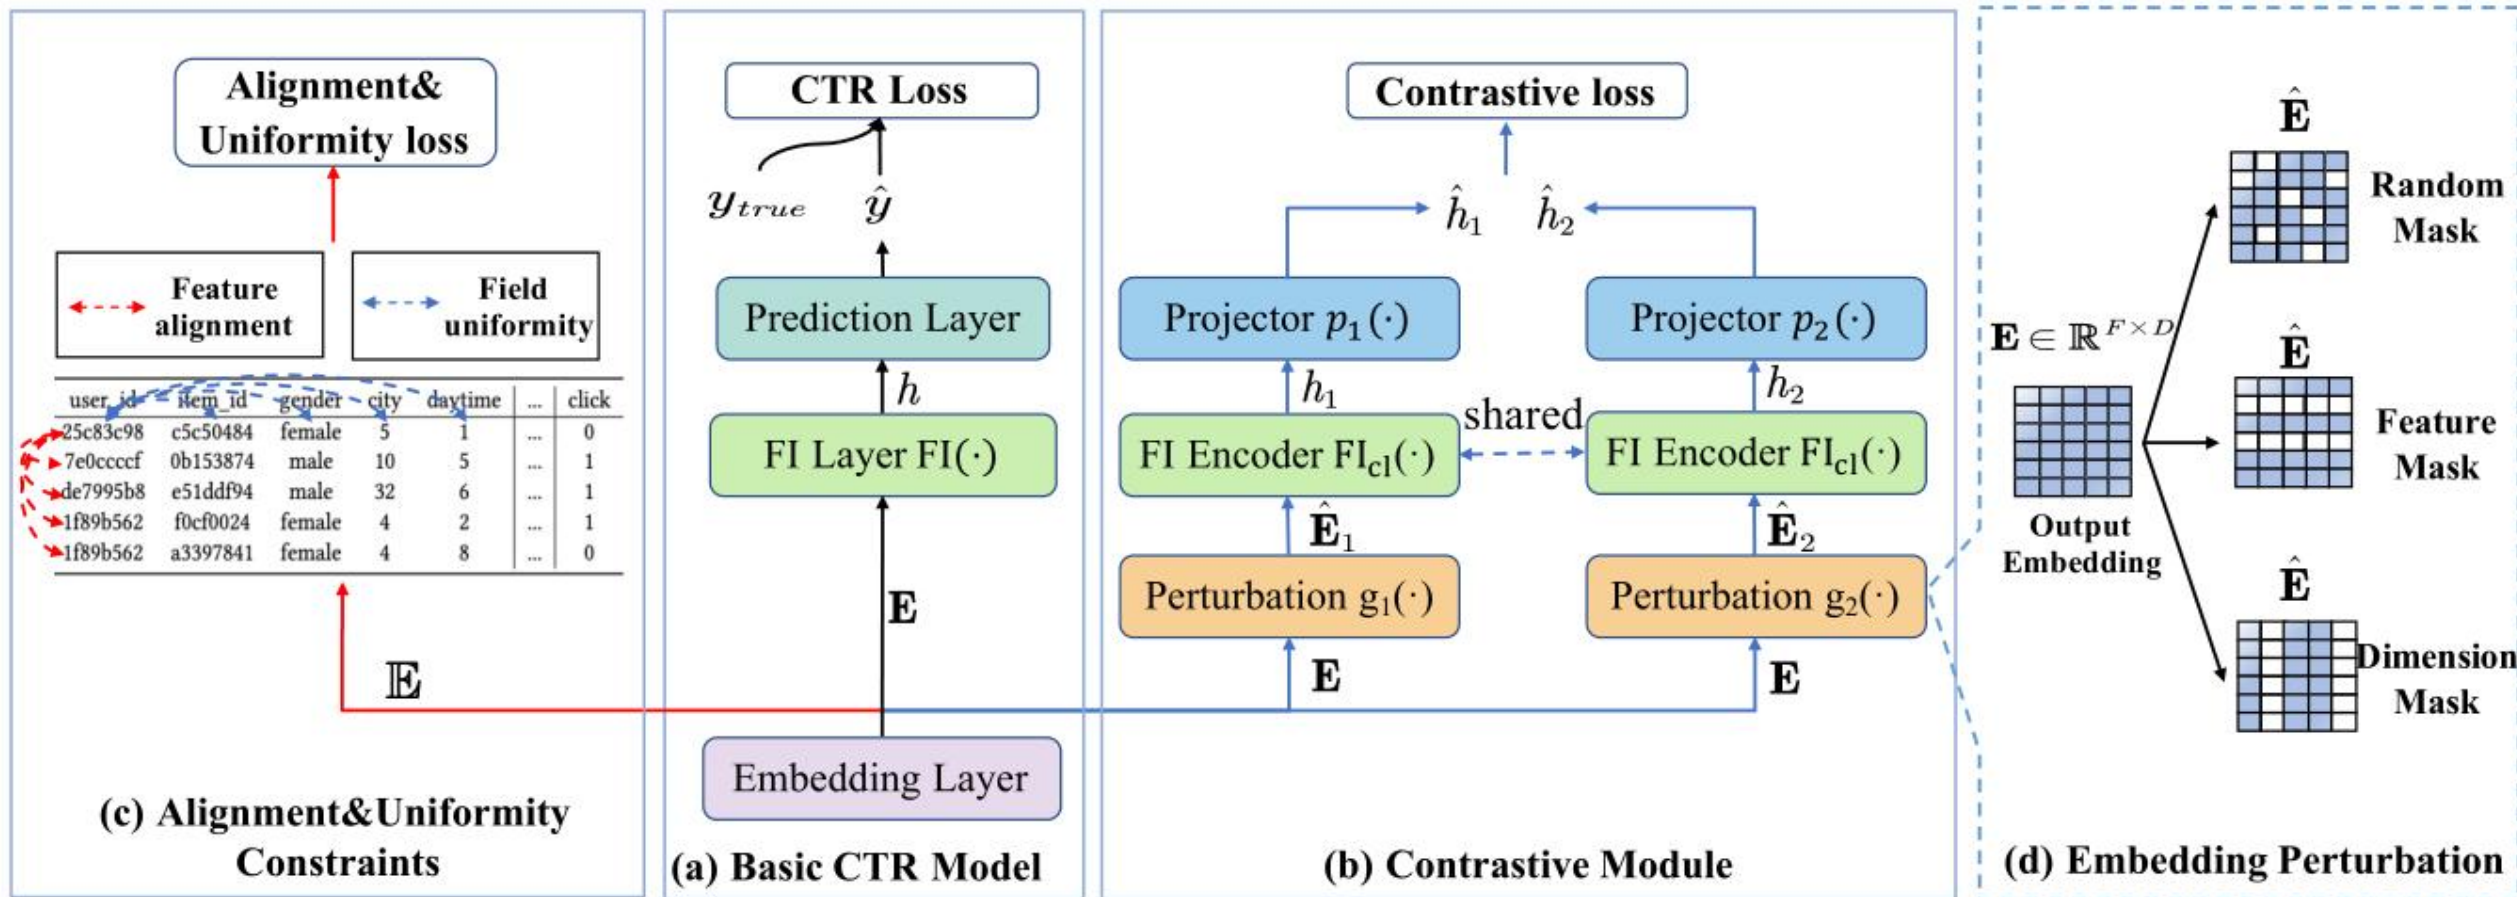 Alignment&
Uniformity loss
Feature
alignment
Field
uniformity
user_id item_id gender city daytime ... click
25c83c98 c5c50484 female 5 1 ... 0
7e0ccccf 0b153874 male 10 5 ... 1
de7995b8 e51ddf94 male 32 6 ... 1
1f89b562 f0cf0024 female 4 2 ... 1
1f89b562 a3397841 female 4 8 ... 0
𝔼
(c) Alignment&Uniformity
Constraints
CTR Loss
y_true ŷ
Prediction Layer
h
FI Layer FI(·)
E
Embedding Layer
(a) Basic CTR Model
Contrastive loss
ĥ₁ ĥ₂
Projector p₁(·) Projector p₂(·)
h₁ h₂
shared
FI Encoder FI_cl(·) FI Encoder FI_cl(·)
Ê₁ Ê₂
Perturbation g₁(·) Perturbation g₂(·)
E E
(b) Contrastive Module
Ê
Random
Mask
E ∈ ℝ^{F×D}
Output
Embedding
Ê
Feature
Mask
Ê
Dimension
Mask
(d) Embedding Perturbation